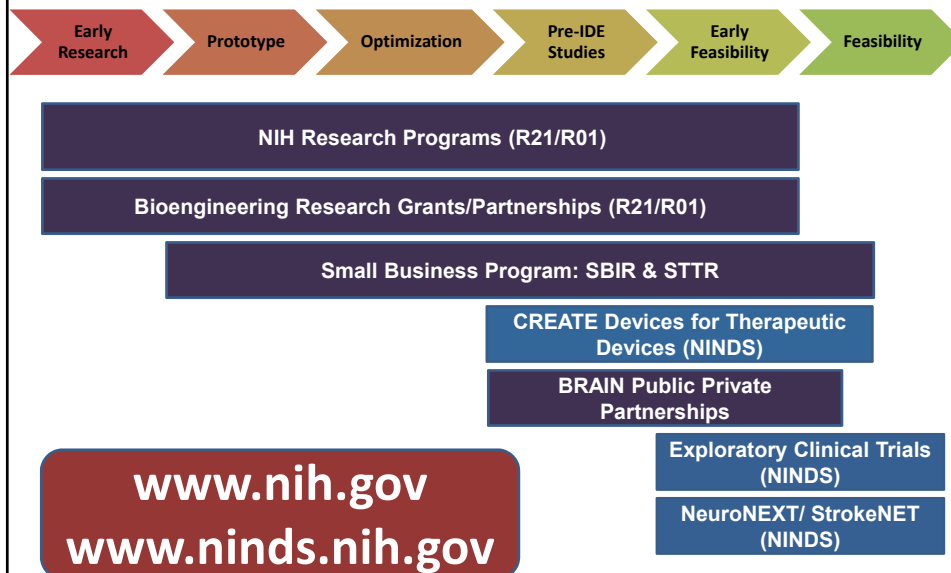 Early
Research
Prototype
Optimization
Pre-IDE
Studies
Early
Feasibility
Feasibility
NIH Research Programs (R21/R01)
Bioengineering Research Grants/Partnerships (R21/R01)
Small Business Program: SBIR & STTR
CREATE Devices for Therapeutic
Devices (NINDS)
BRAIN Public Private
Partnerships
Exploratory Clinical Trials
(NINDS)
NeuroNEXT/ StrokeNET
(NINDS)
www.nih.gov
www.ninds.nih.gov